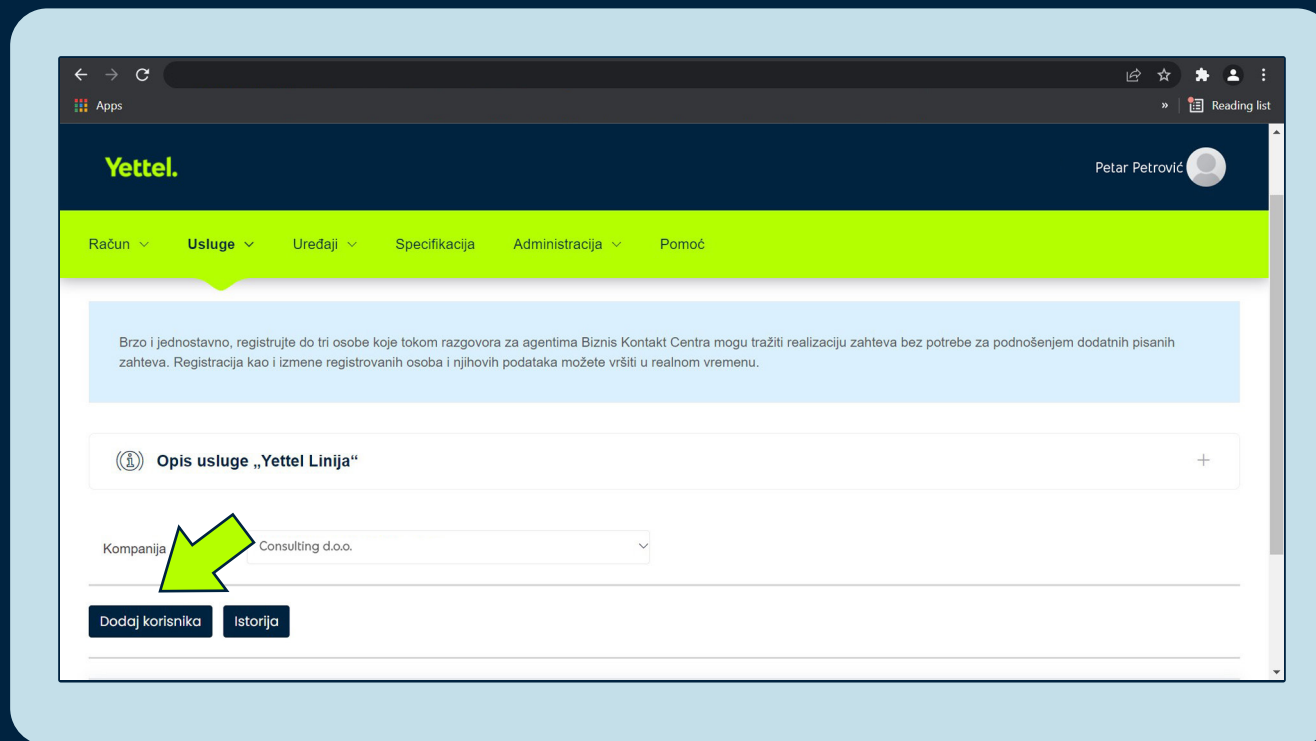 Apps
» Reading list
Yettel.
Petar Petrović
Račun Usluge Uređaji Specifikacija Administracija Pomoć
Brzo i jednostavno, registrujte do tri osobe koje tokom razgovora za agentima Biznis Kontakt Centra mogu tražiti realizaciju zahteva bez potrebe za podnošenjem dodatnih pisanih
zahteva. Registracija kao i izmene registrovanih osoba i njihovih podataka možete vršiti u realnom vremenu.
Opis usluge „Yettel Linija“
Kompanija Consulting d.o.o.
Dodaj korisnika Istorija